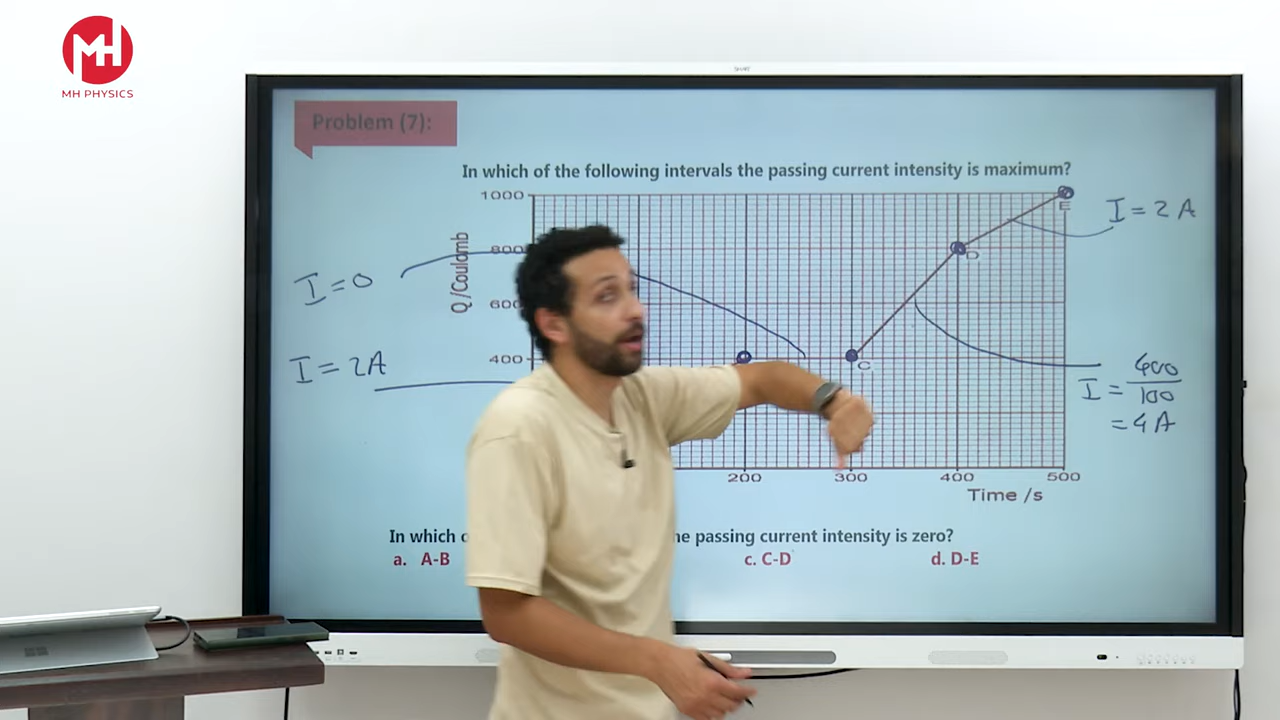 MH
MH PHYSICS
SMART
Problem (7):
In which of the following intervals the passing current intensity is maximum?
1000
800
600
400
Q/Coulomb
I = 0
I = 2A
E
D
C
I = 2 A
I = 400
100
= 4 A
200
300
400
500
Time /s
In which
he passing current intensity is zero?
a. A-B
c. C-D
d. D-E